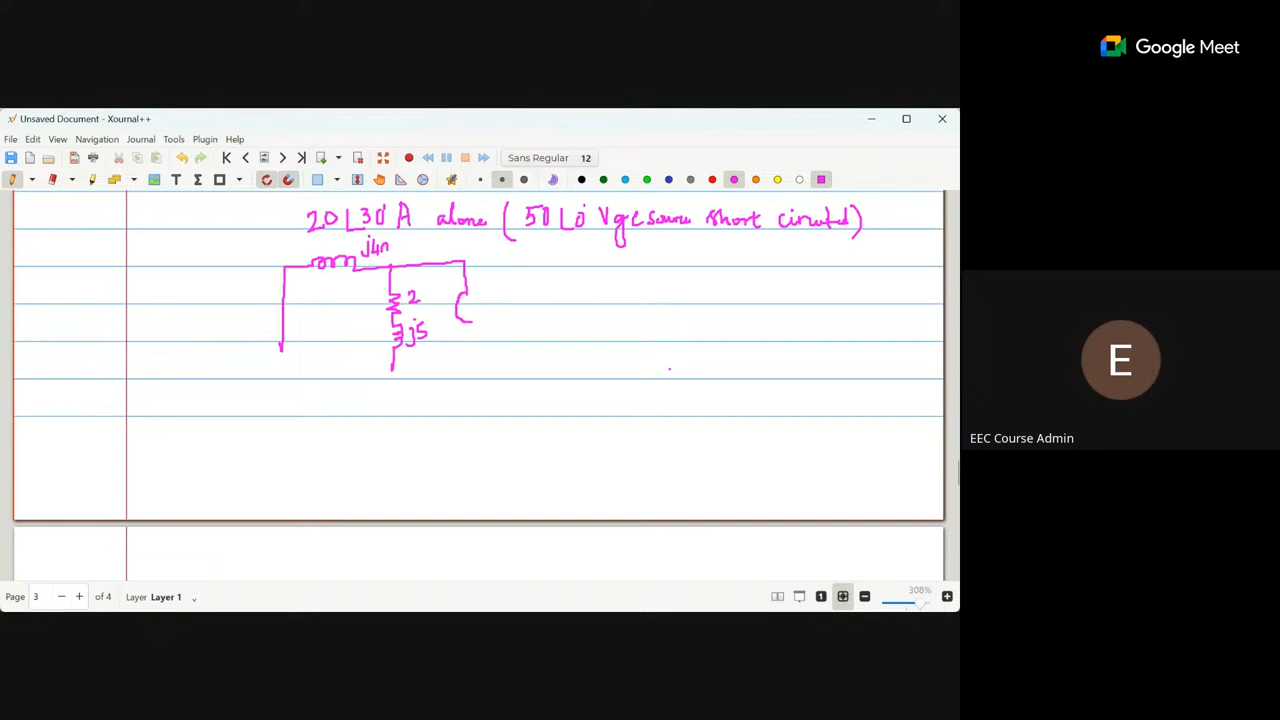 Google Meet
Unsaved Document - Xournal++
File Edit View Navigation Journal Tools Plugin Help
Sans Regular 12
20∠30° A alone (50∠0° Vge source short circuited)
j4Ω
2
j5
E
EEC Course Admin
Page 3 of 4 Layer Layer 1 308%